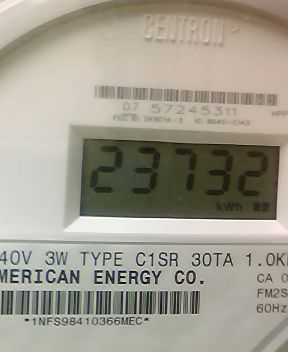 CENTRON
07 57245311
23732
kWh
40V 3W TYPE C1SR 30TA 1.0K
MERICAN ENERGY CO.
CA 0
FM2S
60Hz
*1NFS98410366MEC*